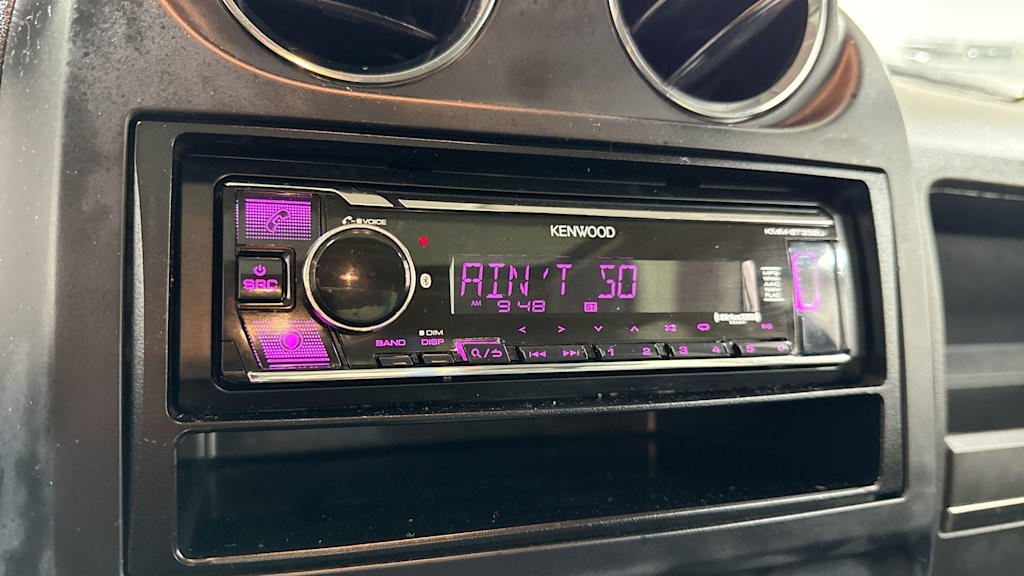 VOICE
KENWOOD
SRC
AIN'T SO
AM 9:48 ST
DIM
BAND DISP
1 2 3 4 5 6